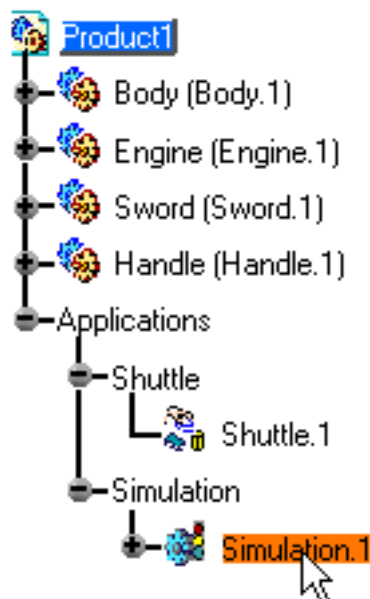 Product1
Body (Body.1)
Engine (Engine.1)
Sword (Sword.1)
Handle (Handle.1)
Applications
Shuttle
Shuttle.1
Simulation
Simulation.1